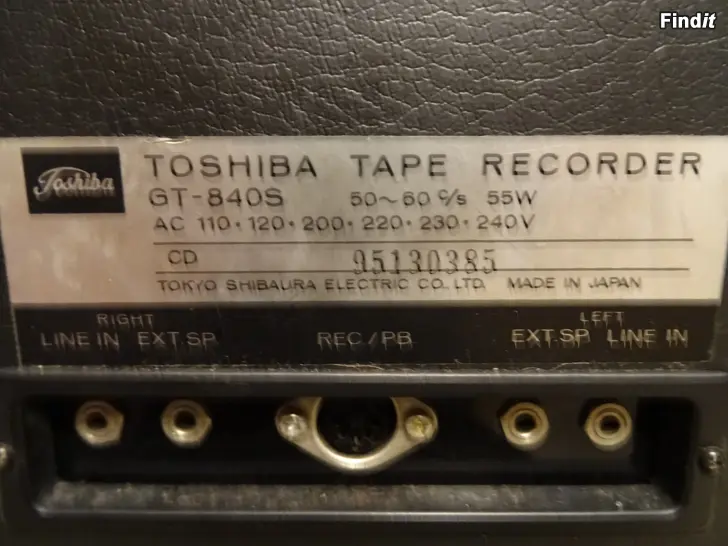 Findit
Toshiba
TOSHIBA TAPE RECORDER
GT-840S 50~60 c/s 55W
AC 110·120·200·220·230·240V
CD 95130385
TOKYO SHIBAURA ELECTRIC CO., LTD. MADE IN JAPAN
RIGHT LEFT
LINE IN EXT.SP. REC/PB EXT.SP. LINE IN